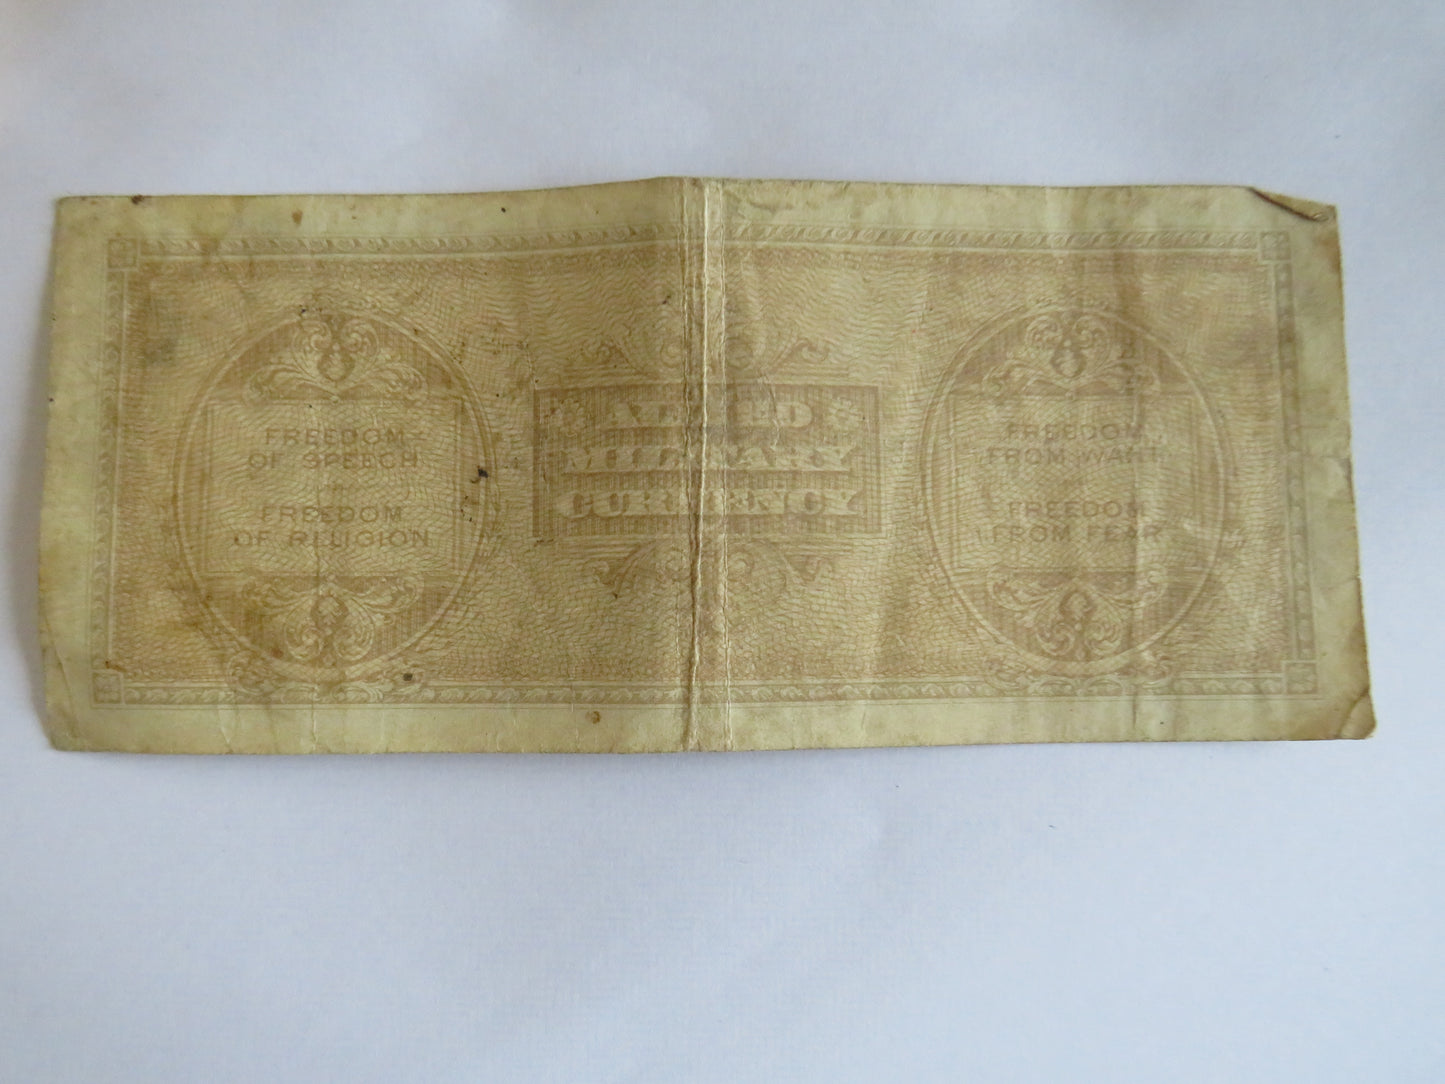 FREEDOM
OF SPEECH
FREEDOM
OF RELIGION
ALLIED
MILITARY
CURRENCY
FREEDOM
FROM WANT
FREEDOM
FROM FEAR